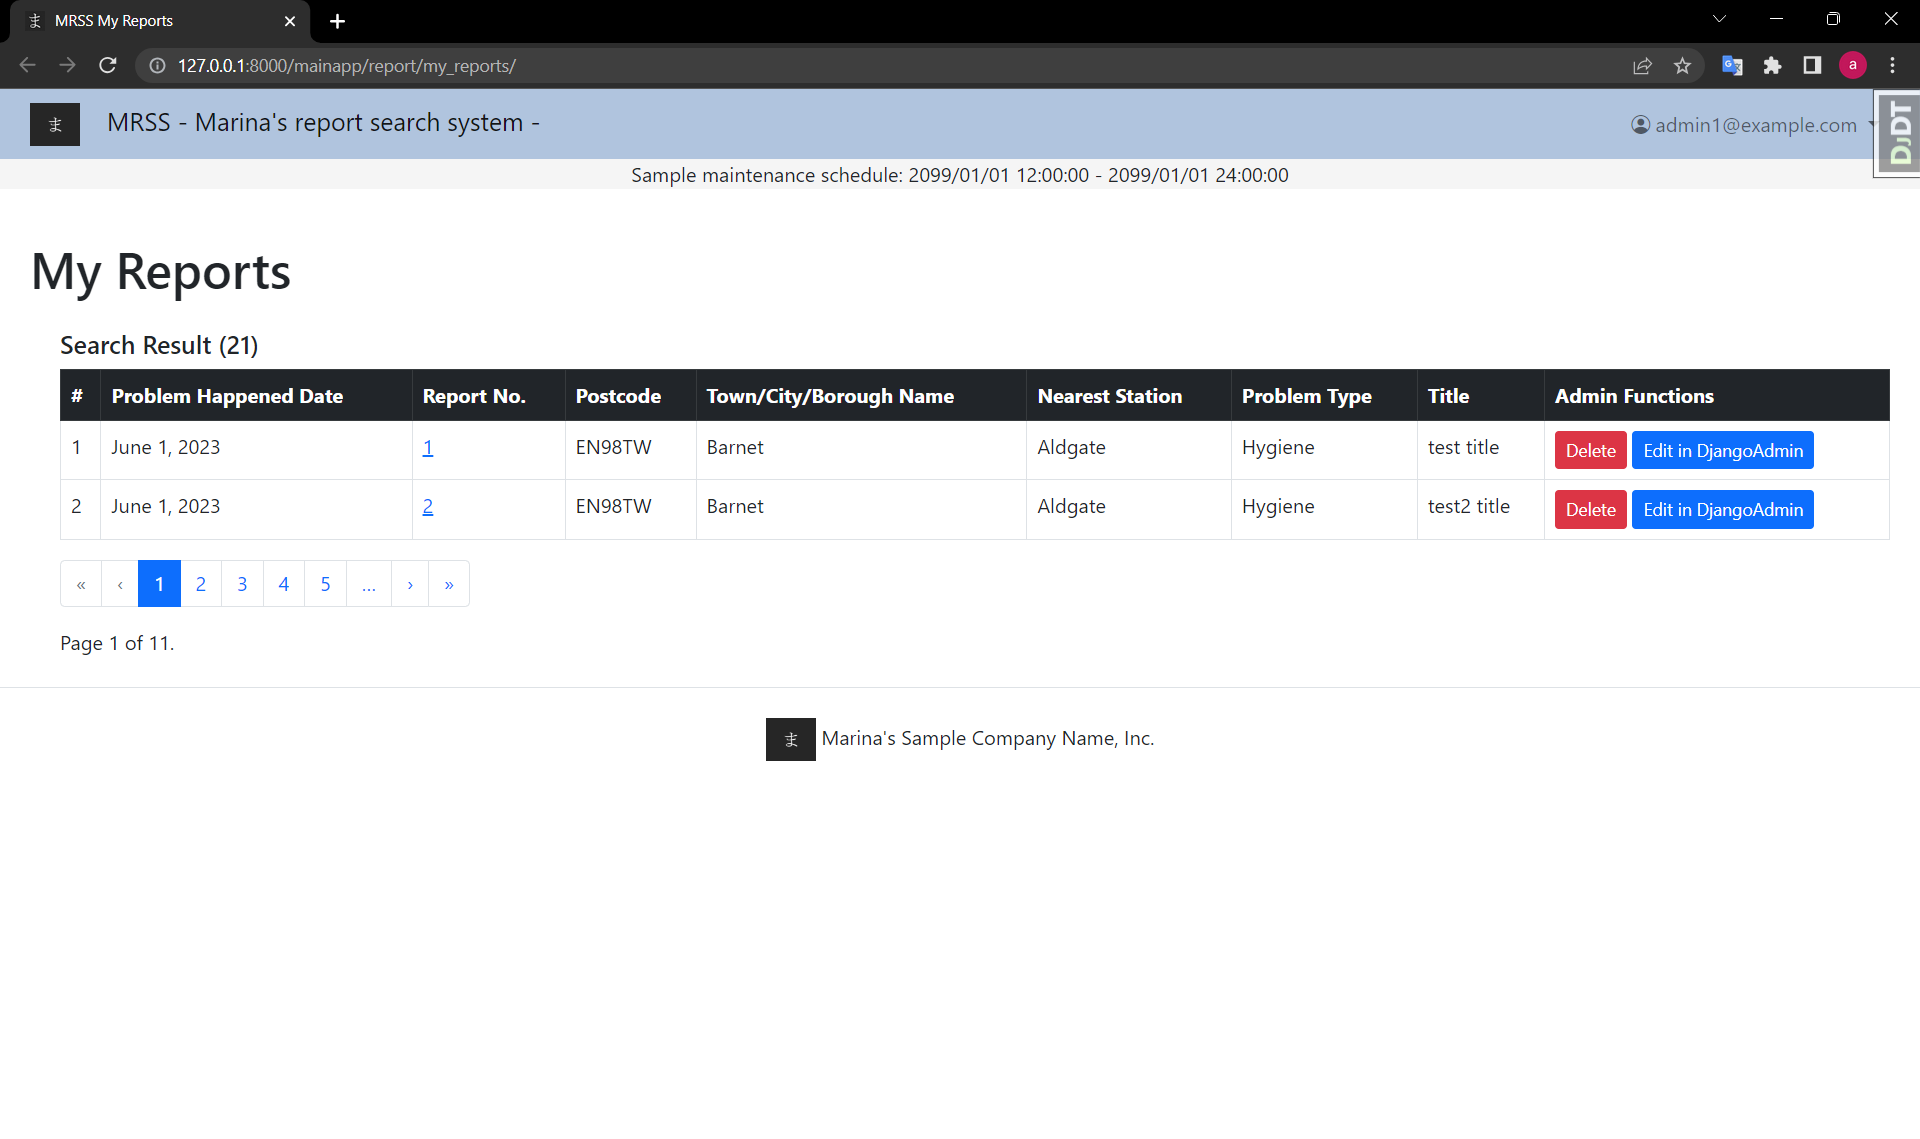 ま MRSS My Reports
127.0.0.1:8000/mainapp/report/my_reports/
a
ま MRSS - Marina's report search system -
admin1@example.com
DJDT
Sample maintenance schedule: 2099/01/01 12:00:00 - 2099/01/01 24:00:00
My Reports
Search Result (21)
# Problem Happened Date Report No. Postcode Town/City/Borough Name Nearest Station Problem Type Title Admin Functions
1 June 1, 2023 1 EN98TW Barnet Aldgate Hygiene test title Delete Edit in DjangoAdmin
2 June 1, 2023 2 EN98TW Barnet Aldgate Hygiene test2 title Delete Edit in DjangoAdmin
« ‹ 1 2 3 4 5 ... › »
Page 1 of 11.
ま Marina's Sample Company Name, Inc.